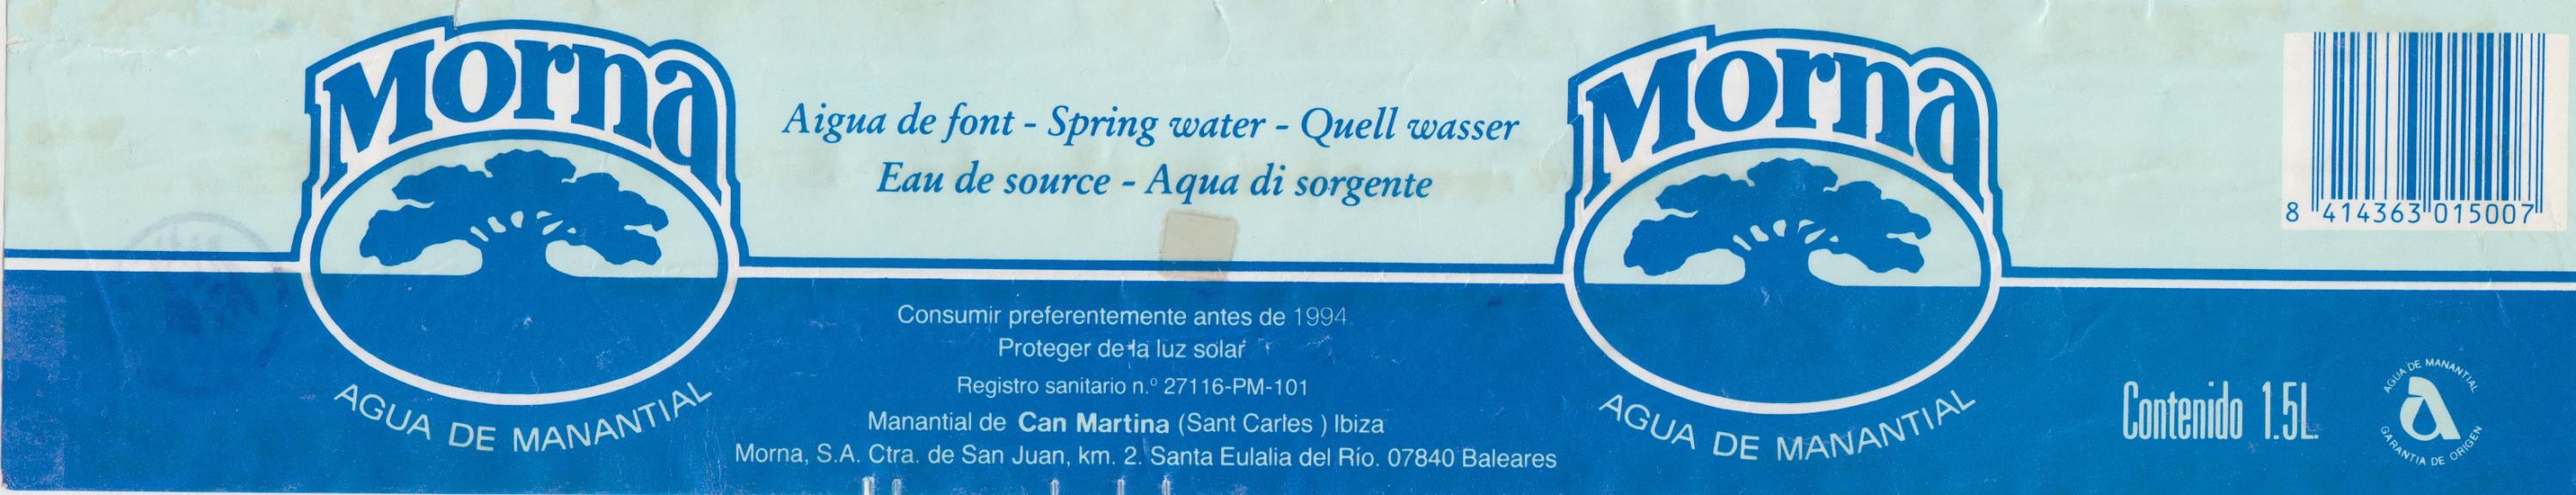 Morna
AGUA DE MANANTIAL
Aigua de font - Spring water - Quell wasser
Eau de source - Aqua di sorgente
Consumir preferentemente antes de 1994
Proteger de la luz solar
Registro sanitario n.º 27116-PM-101
Manantial de Can Martina (Sant Carles ) Ibiza
Morna, S.A. Ctra. de San Juan, km. 2. Santa Eulalia del Río. 07840 Baleares
Morna
AGUA DE MANANTIAL
8 414363 015007
Contenido 1.5L.
AGUA DE MANANTIAL
a
GARANTIA DE ORIGEN